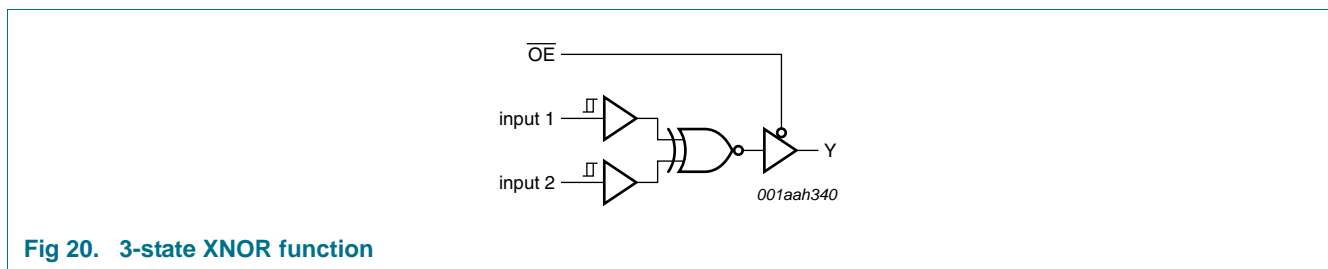 OE
input 1
input 2
Y
001aah340
Fig 20. 3-state XNOR function